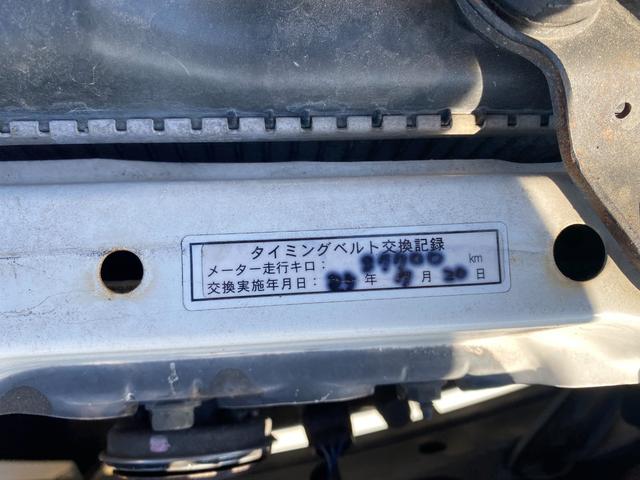 タイミングベルト交換記録
メーター走行キロ： km
交換実施年月日： 年 月 20 日